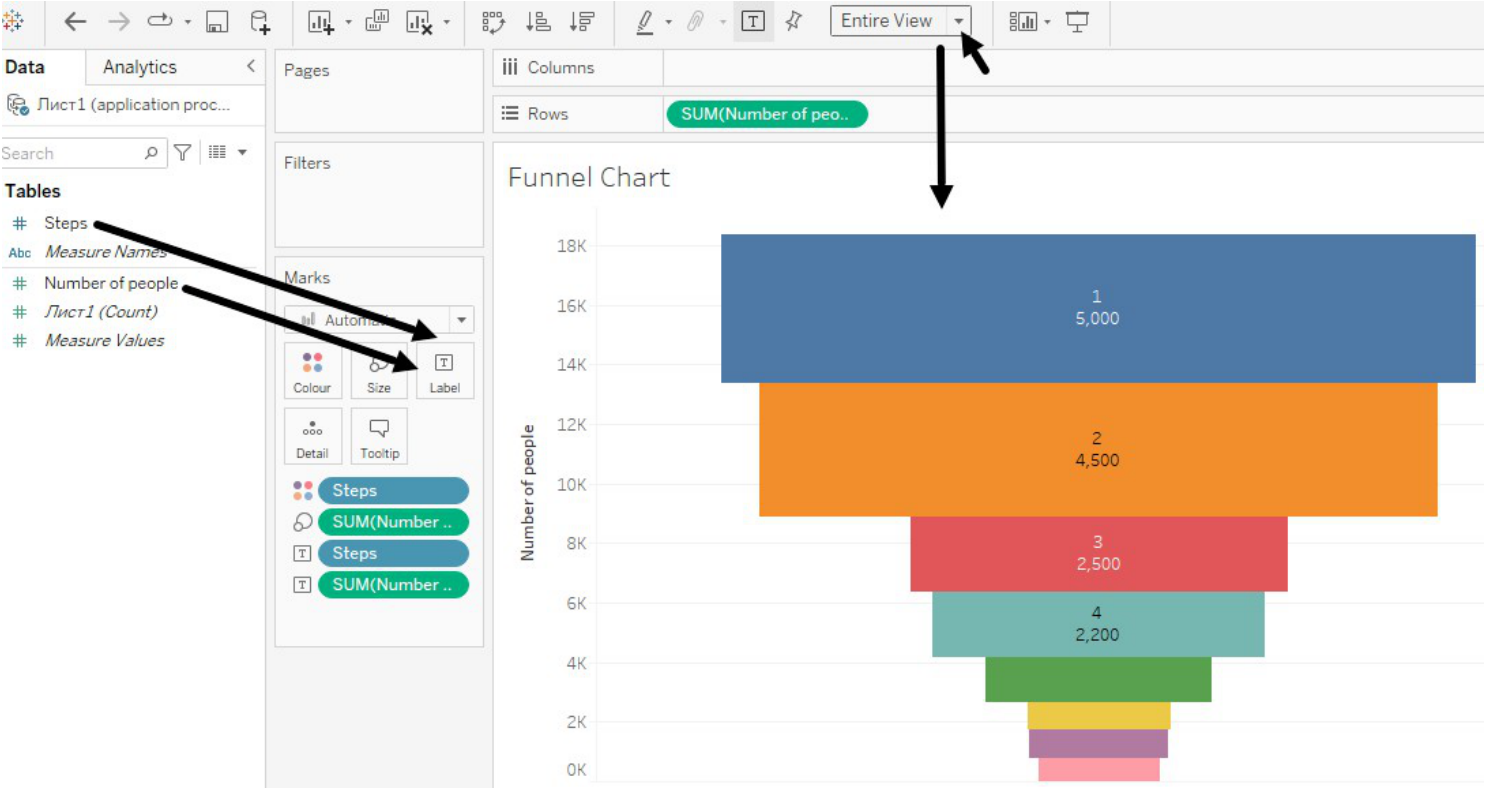 Entire View
Data
Analytics
Лист1 (application proc...
Search
Tables
# Steps
Abc Measure Names
# Number of people
# Лист1 (Count)
# Measure Values
Pages
Filters
Marks
Automatic
Colour
Size
T
Label
Detail
Tooltip
Steps
SUM(Number ..
T Steps
T SUM(Number ..
iii Columns
Rows
SUM(Number of peo..
Funnel Chart
Number of people
18K
16K
14K
12K
10K
8K
6K
4K
2K
0K
1
5,000
2
4,500
3
2,500
4
2,200